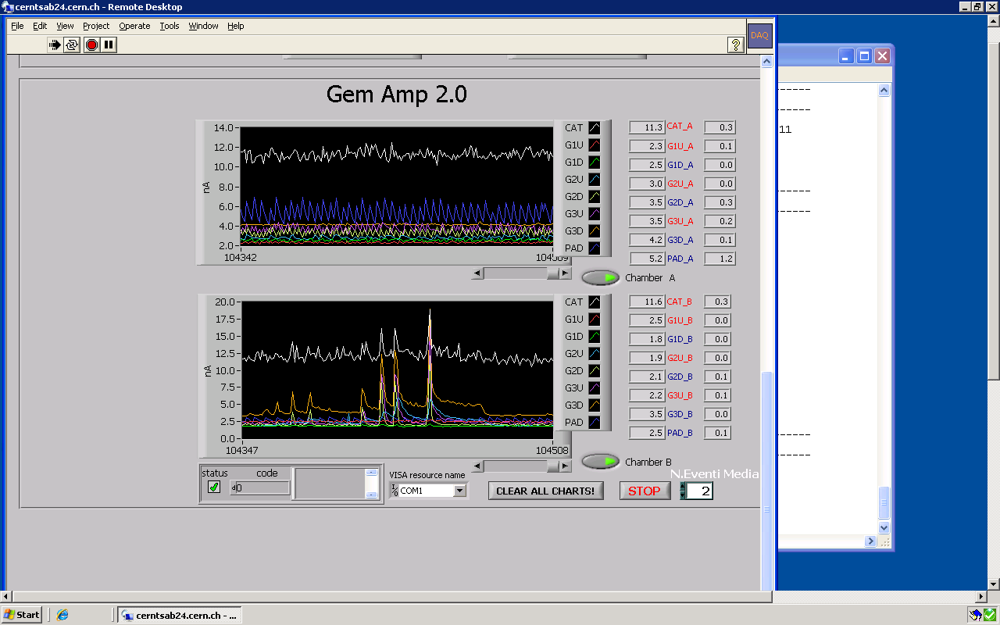 cerntsab24.cern.ch - Remote Desktop
File Edit View Project Operate Tools Window Help
DAQ
?
Gem Amp 2.0
14.0
12.0
10.0
8.0
6.0
4.0
2.0
nA
104342
104509
CAT
G1U
G1D
G2U
G2D
G3U
G3D
PAD
11.3 CAT_A 0.3
2.3 G1U_A 0.1
2.5 G1D_A 0.0
3.0 G2U_A 0.0
3.5 G2D_A 0.3
3.5 G3U_A 0.2
4.2 G3D_A 0.1
5.2 PAD_A 1.2
Chamber A
20.0
17.5
15.0
12.5
10.0
7.5
5.0
2.5
0.0
nA
104347
104508
CAT
G1U
G1D
G2U
G2D
G3U
G3D
PAD
11.6 CAT_B 0.3
2.5 G1U_B 0.0
1.8 G1D_B 0.0
1.9 G2U_B 0.0
2.1 G2D_B 0.1
2.2 G3U_B 0.1
3.5 G3D_B 0.0
2.5 PAD_B 0.1
Chamber B
status code
d0
VISA resource name
I/O COM1
CLEAR ALL CHARTS!
STOP
N.Eventi Media
2
-----
-----
11
-----
-----
-----
-----
Start
cerntsab24.cern.ch - ...